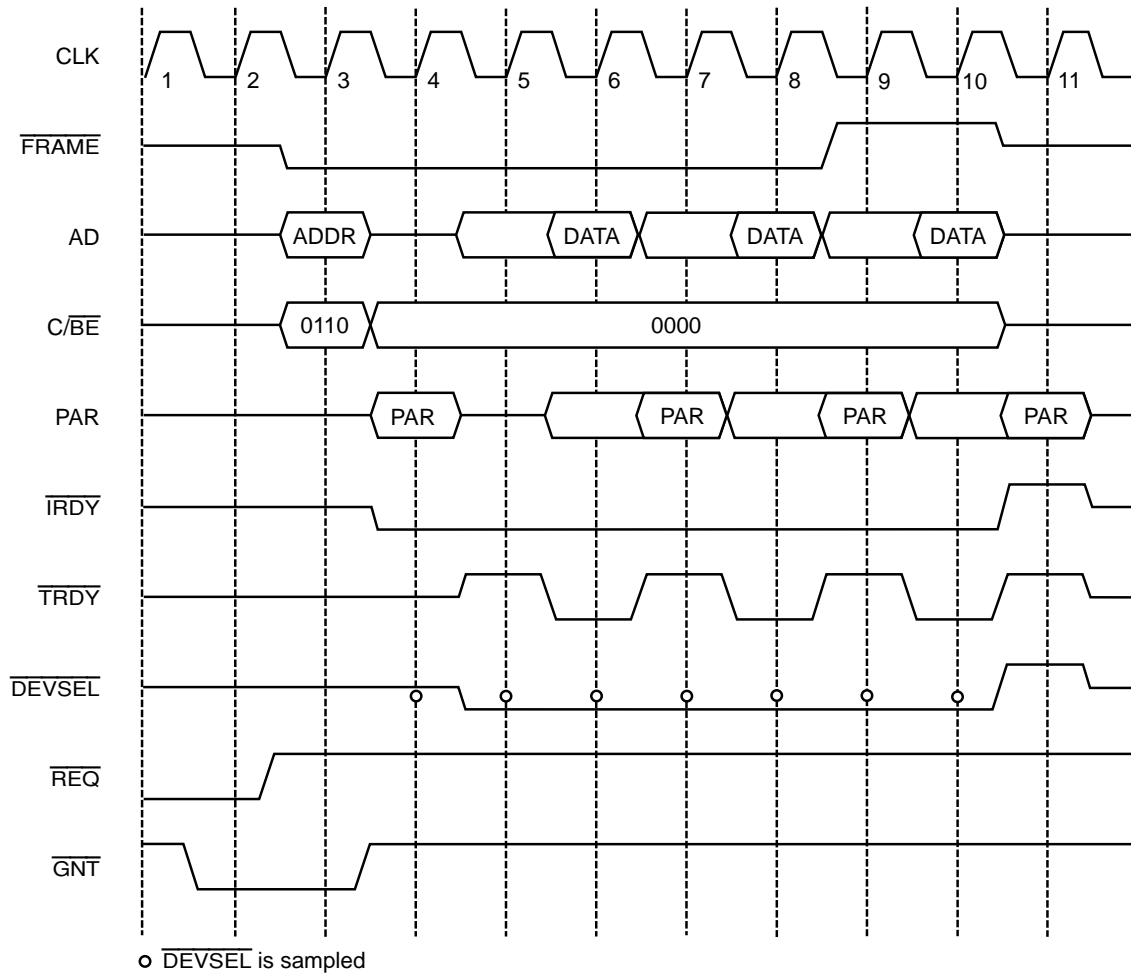 CLK
1 2 3 4 5 6 7 8 9 10 11
FRAME
AD
ADDR DATA DATA DATA
C/BE
0110 0000
PAR
PAR PAR PAR PAR
IRDY
TRDY
DEVSEL
REQ
GNT
DEVSEL is sampled